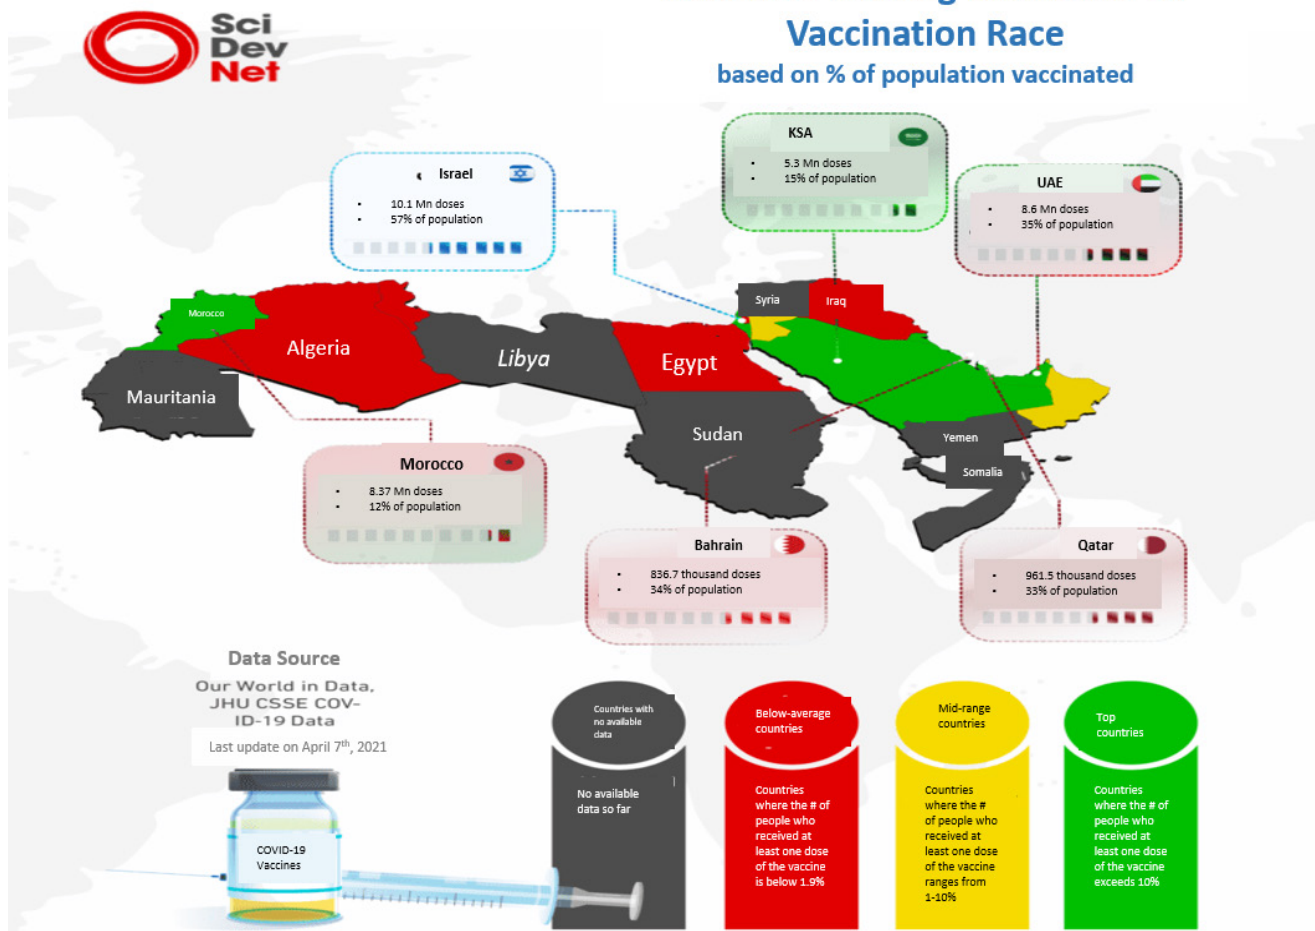 Sci
Dev
Net
Vaccination Race
based on % of population vaccinated
KSA
• 5.3 Mn doses
• 15% of population
Israel
• 10.1 Mn doses
• 57% of population
UAE
• 8.6 Mn doses
• 35% of population
Syria
Iraq
Morocco
Algeria
Libya
Egypt
Mauritania
Sudan
Yemen
Somalia
Morocco
• 8.37 Mn doses
• 12% of population
Bahrain
• 836.7 thousand doses
• 34% of population
Qatar
• 961.5 thousand doses
• 33% of population
Data Source
Our World in Data,
JHU CSSE COV-
ID-19 Data
Last update on April 7th, 2021
COVID-19
Vaccines
Countries with
no available
data
No available
data so far
Below-average
countries
Countries
where the # of
people who
received at
least one dose
of the vaccine
is below 1.9%
Mid-range
countries
Countries
where the #
of people who
received at
least one dose
of the vaccine
ranges from
1-10%
Top
countries
Countries
where the # of
people who
received at
least one dose
of the vaccine
exceeds 10%